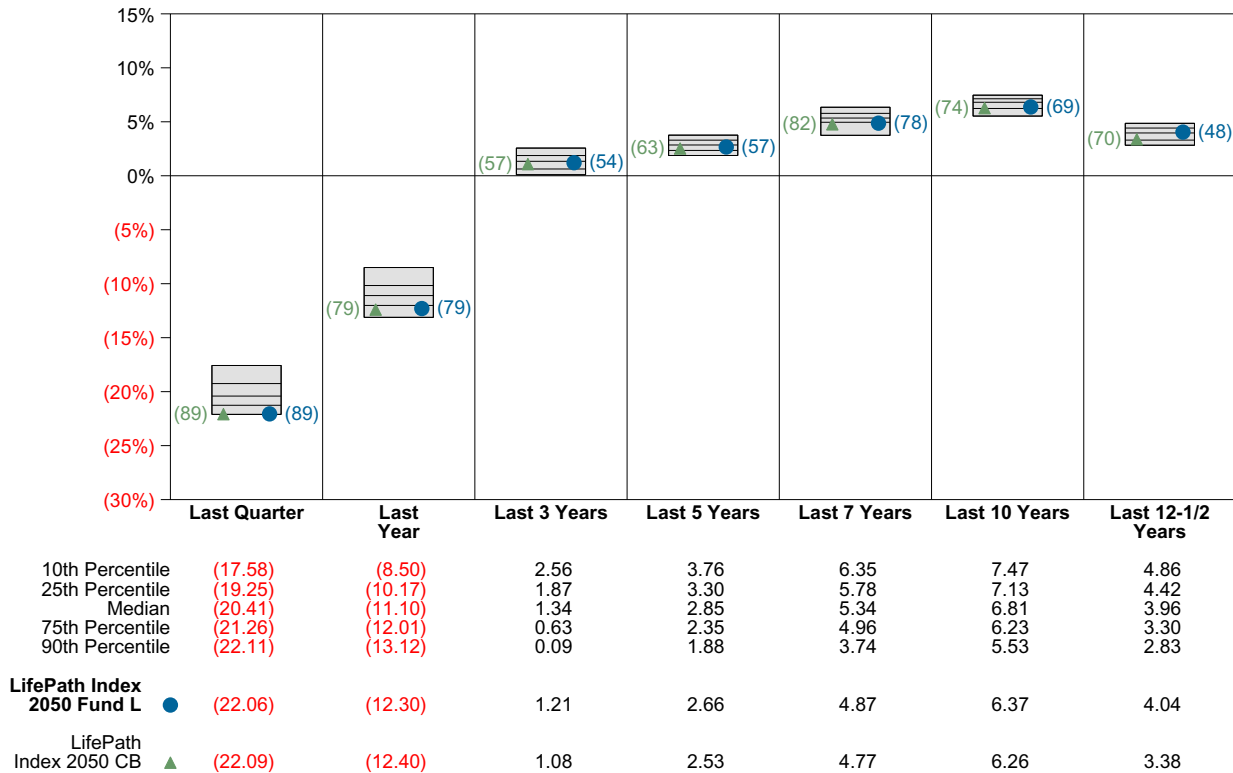 15%
10%
5%
0%
(5%)
(10%)
(15%)
(20%)
(25%)
(30%)
(89) (89)
(79) (79)
(57) (54)
(63) (57)
(82) (78)
(74) (69)
(70) (48)
Last Quarter Last Year Last 3 Years Last 5 Years Last 7 Years Last 10 Years Last 12-1/2 Years
10th Percentile (17.58) (8.50) 2.56 3.76 6.35 7.47 4.86
25th Percentile (19.25) (10.17) 1.87 3.30 5.78 7.13 4.42
Median (20.41) (11.10) 1.34 2.85 5.34 6.81 3.96
75th Percentile (21.26) (12.01) 0.63 2.35 4.96 6.23 3.30
90th Percentile (22.11) (13.12) 0.09 1.88 3.74 5.53 2.83
LifePath Index
2050 Fund L (22.06) (12.30) 1.21 2.66 4.87 6.37 4.04
LifePath
Index 2050 CB (22.09) (12.40) 1.08 2.53 4.77 6.26 3.38